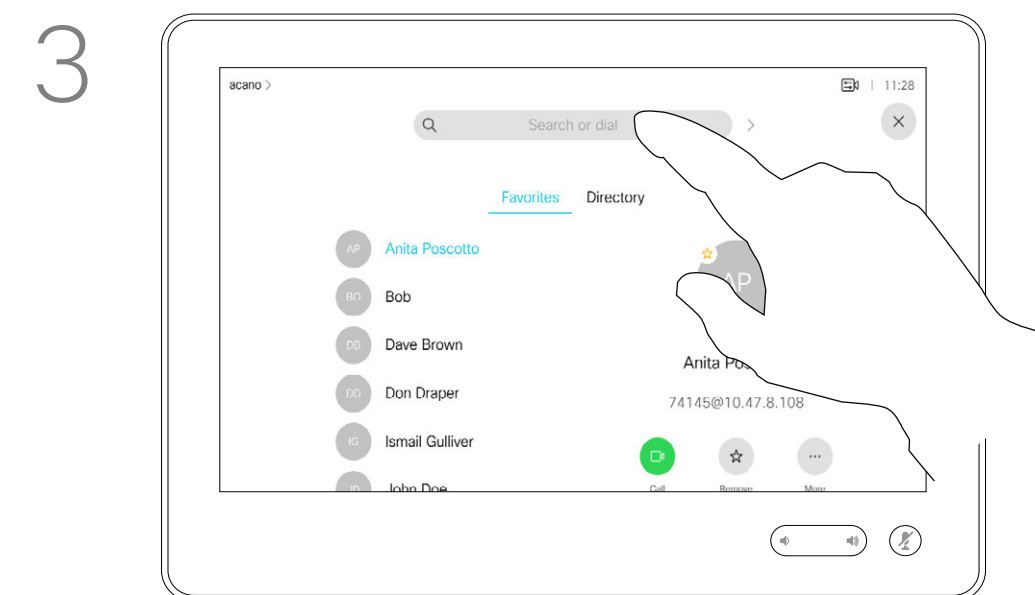 3
acano >
11:28
Search or dial
Favorites Directory
AP Anita Poscotto
AP
BO Bob
DD Dave Brown
Anita
DD Don Draper
74145@10.47.8.108
IG Ismail Gulliver
JD John Doe
Call Remove More